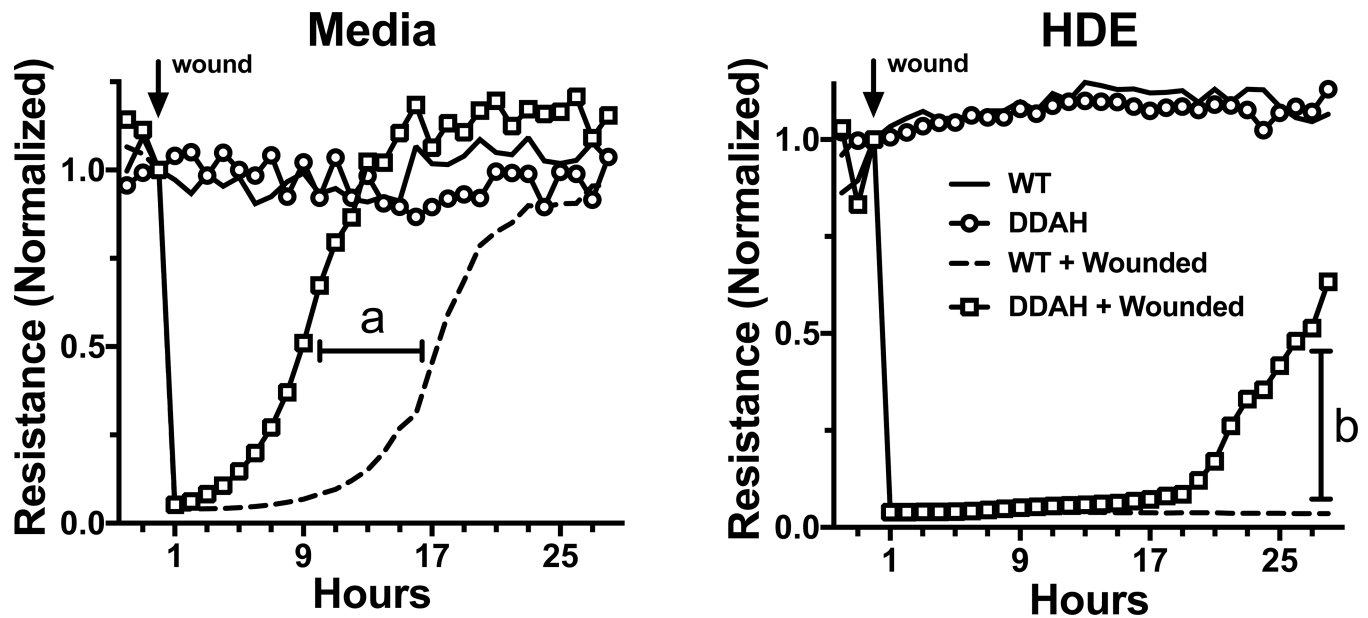 Media
wound
Resistance (Normalized)
1.0
0.5
0.0
a
1 9 17 25
Hours
HDE
wound
Resistance (Normalized)
1.0
0.5
0.0
WT
DDAH
WT + Wounded
DDAH + Wounded
b
1 9 17 25
Hours